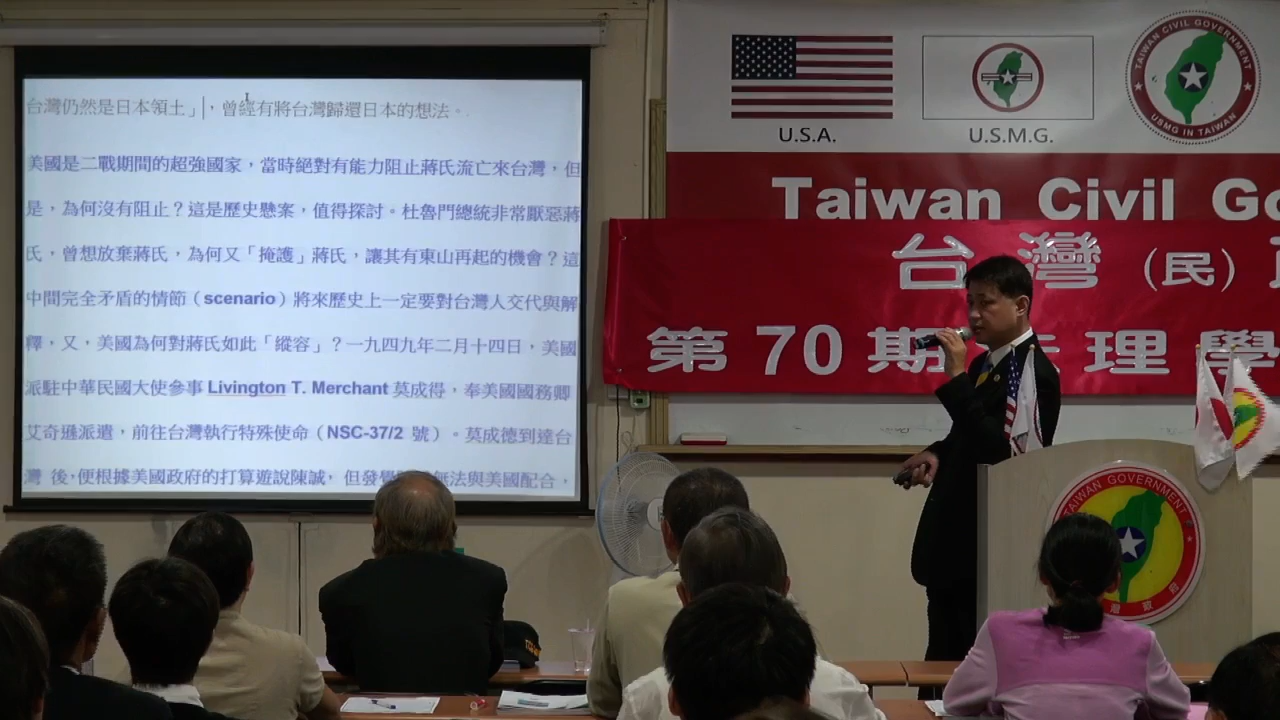 台灣仍然是日本領土」,曾經有將台灣歸還日本的想法。
美國是二戰期間的超強國家,當時絕對有能力阻止蔣氏流亡來台灣,但
是,為何沒有阻止?這是歷史懸案,值得探討。杜魯門總統非常厭惡蔣
氏,曾想放棄蔣氏,為何又「掩護」蔣氏,讓其有東山再起的機會?這
中間完全矛盾的情節(scenario)將來歷史上一定要對台灣人交代與解
釋,又,美國為何對蔣氏如此「縱容」?一九四九年二月十四日,美國
派駐中華民國大使參事 Livington T. Merchant 莫成得,奉美國國務卿
艾奇遜派遣,前往台灣執行特殊使命(NSC-37/2 號)。莫成德到達台
灣 後,便根據美國政府的打算遊說陳誠,但發覺 無法與美國配合,
U.S.A.
U.S.M.G.
TAIWAN CIVIL GOVERNMENT
USMG IN TAIWAN
Taiwan Civil Go
台 灣 (民)
第 70 期 理 學
TAIWAN GOVERNMENT
灣政府